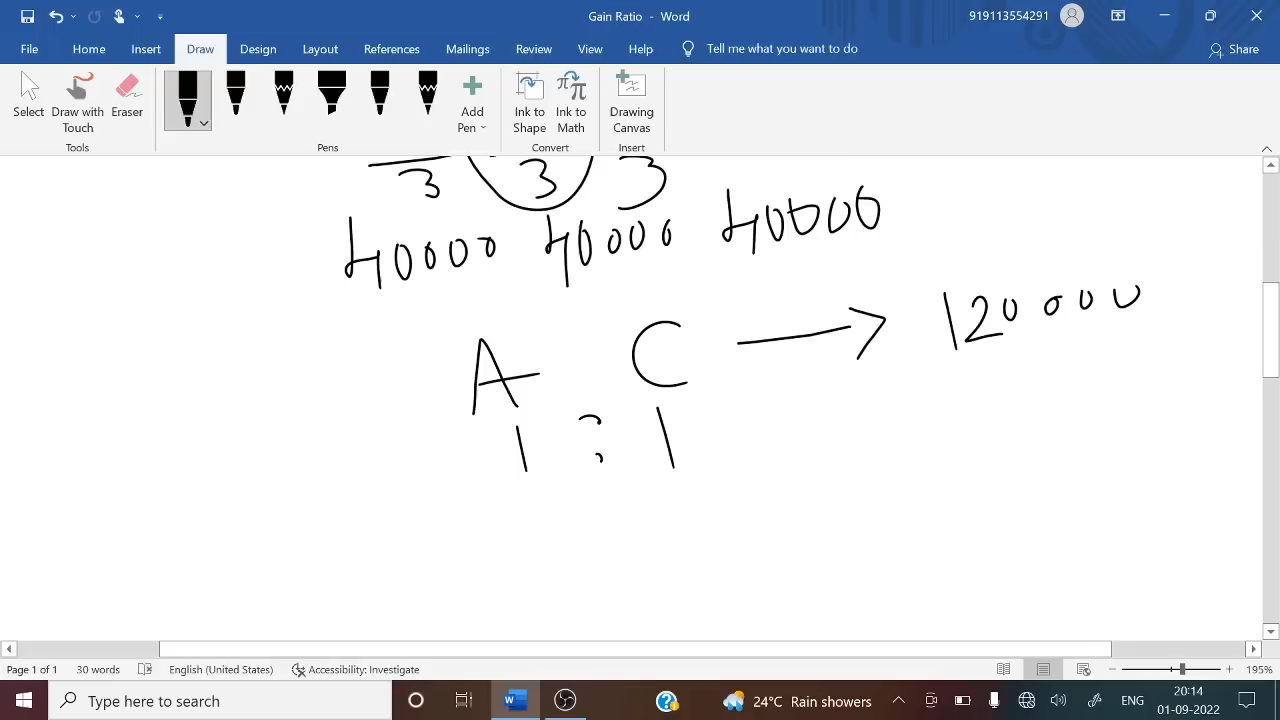 Gain Ratio - Word
919113554291
File Home Insert Draw Design Layout References Mailings Review View Help Tell me what you want to do Share
Select Draw with Touch Eraser Add Pen Ink to Shape Ink to Math Drawing Canvas
Tools Pens Convert Insert
3 3 3
40000 40000 40000
A C → 120000
1 : 1
Page 1 of 1 30 words English (United States) Accessibility: Investigate 195%
Type here to search 24°C Rain showers ENG 20:14
01-09-2022